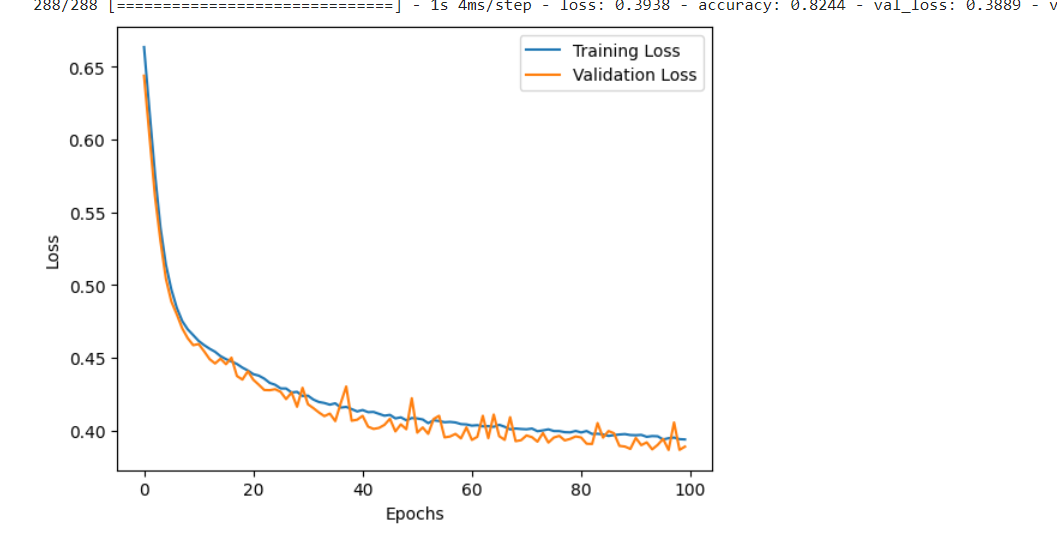 288/288 [==============================] - 1s 4ms/step - loss: 0.3938 - accuracy: 0.8244 - val_loss: 0.3889 - v
Training Loss
Validation Loss
0.65
0.60
0.55
0.50
0.45
0.40
Loss
0 20 40 60 80 100
Epochs